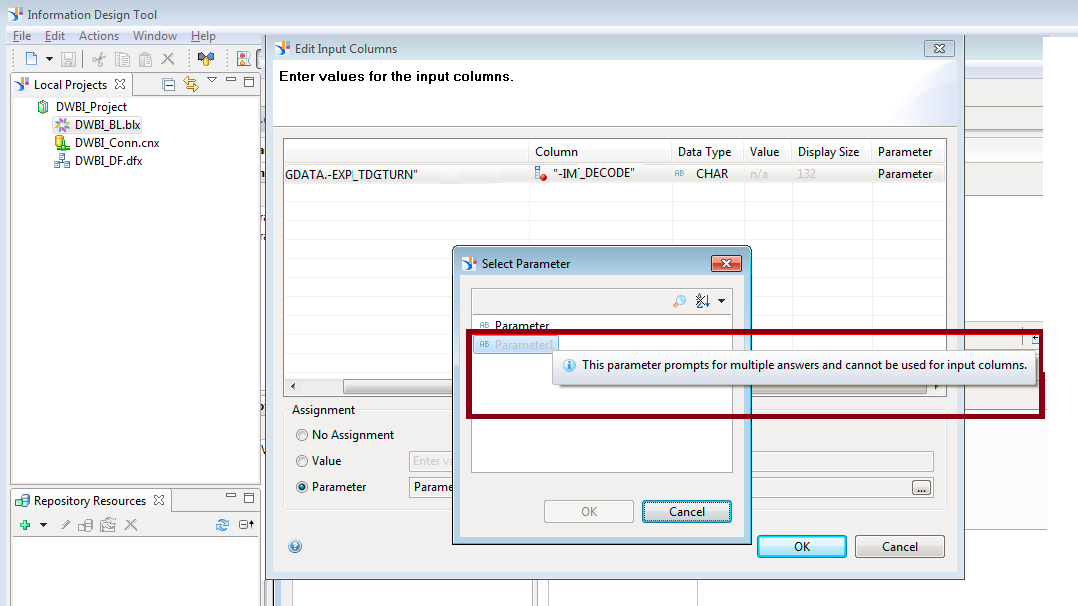 Information Design Tool
File Edit Actions Window Help
Local Projects
DWBI_Project
DWBI_BL.blx
DWBI_Conn.cnx
DWBI_DF.dfx
Repository Resources
Edit Input Columns
Enter values for the input columns.
Column Data Type Value Display Size Parameter
GDATA.-EXP_TDGTURN" "-IM'_DECODE" AB CHAR n/a 132 Parameter
Select Parameter
AB Parameter
AB Parameter1
This parameter prompts for multiple answers and cannot be used for input columns.
Assignment
No Assignment
Value Enter va
Parameter Parame ...
OK Cancel
OK Cancel